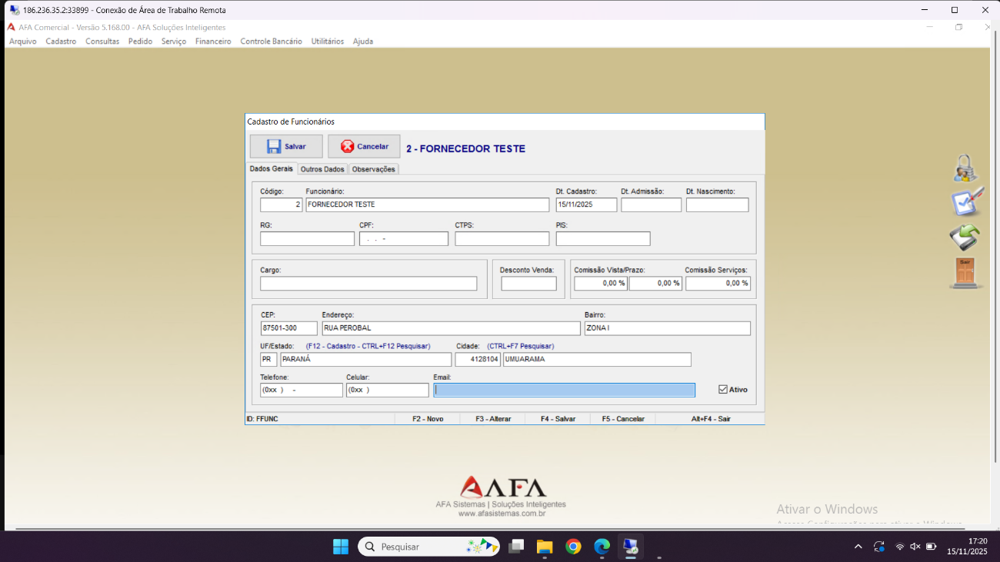 186.236.35.2:33899 - Conexão de Área de Trabalho Remota
AFA Comercial - Versão 5.168.00 - AFA Soluções Inteligentes
Arquivo Cadastro Consultas Pedido Serviço Financeiro Controle Bancário Utilitários Ajuda
Cadastro de Funcionários
Salvar Cancelar 2 - FORNECEDOR TESTE
Dados Gerais Outros Dados Observações
Código: Funcionário: Dt. Cadastro: Dt. Admissão: Dt. Nascimento:
2 FORNECEDOR TESTE 15/11/2025
RG: CPF: CTPS: PIS:
. . -
Cargo: Desconto Venda: Comissão Vista/Prazo: Comissão Serviços:
0,00 % 0,00 % 0,00 %
CEP: Endereço: Bairro:
87501-300 RUA PEROBAL ZONA I
UF/Estado: (F12 - Cadastro - CTRL+F12 Pesquisar) Cidade: (CTRL+F7 Pesquisar)
PR PARANÁ 4128104 UMUARAMA
Telefone: Celular: Email:
(0xx ) - (0xx ) Ativo
ID: FFUNC F2 - Novo F3 - Alterar F4 - Salvar F5 - Cancelar Alt+F4 - Sair
Sair
AFA
AFA Sistemas | Soluções Inteligentes
www.afasistemas.com.br
Ativar o Windows
Pesquisar
17:20
15/11/2025